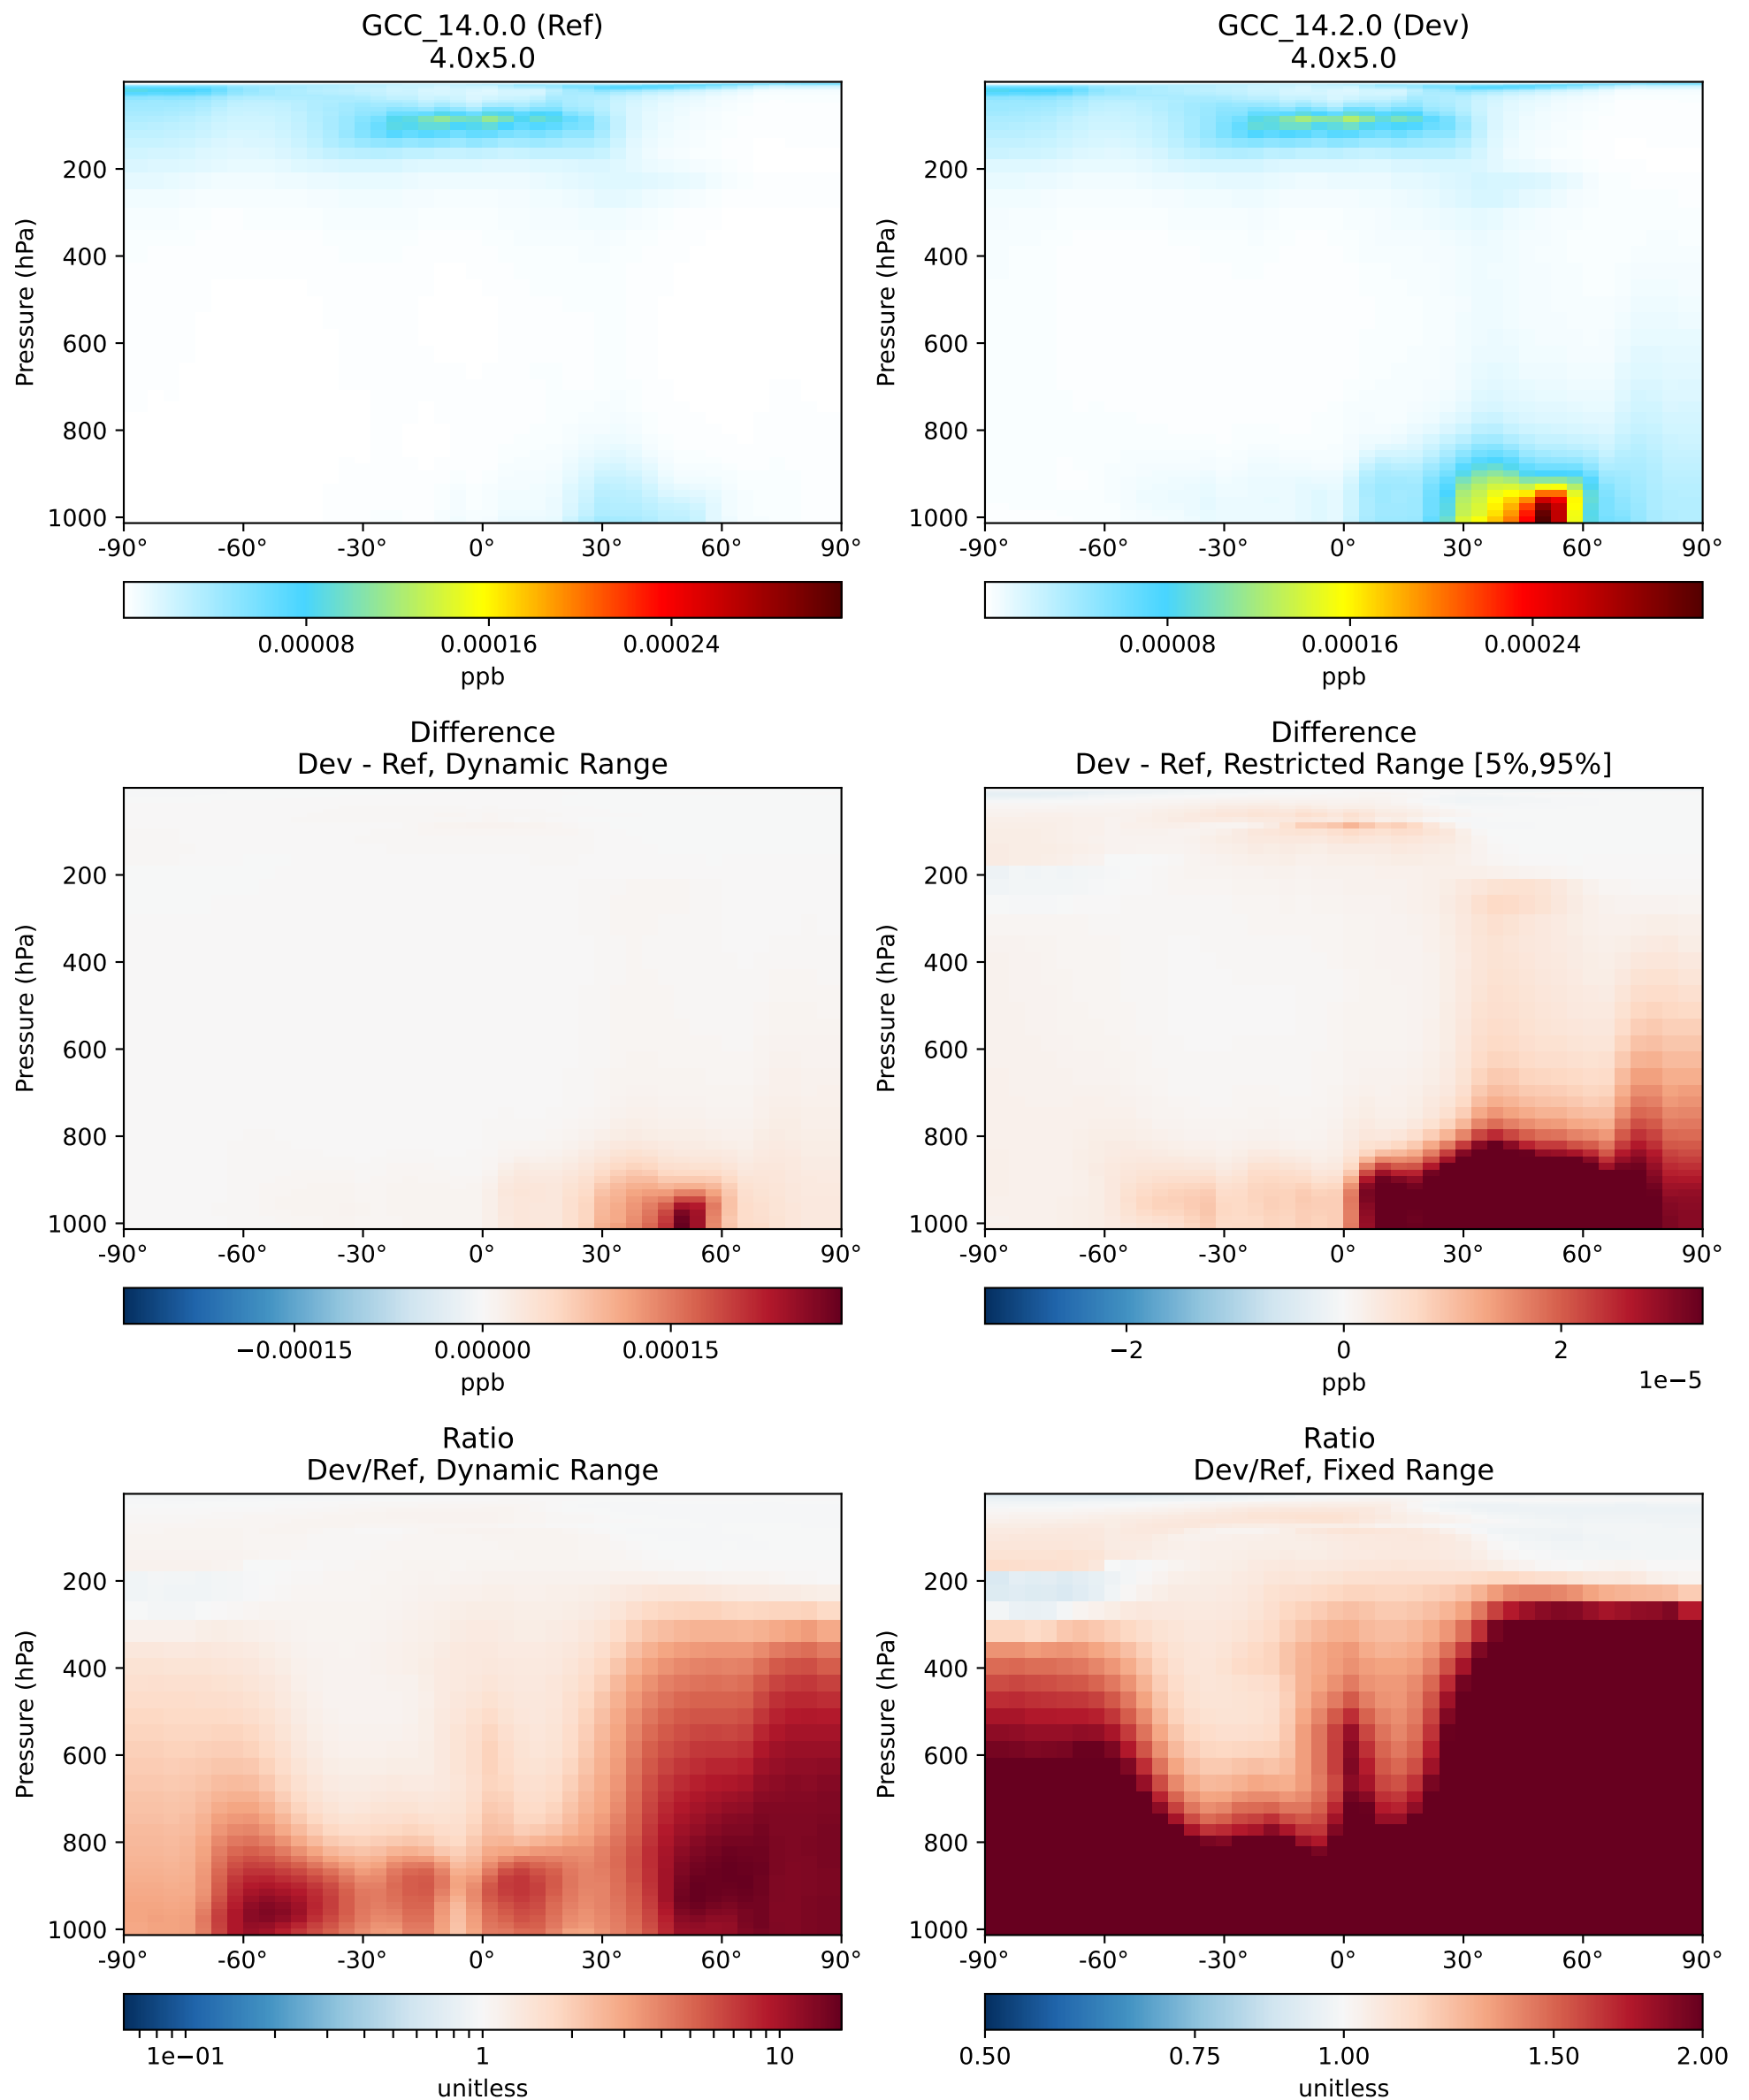 GCC_14.0.0 (Ref)
4.0x5.0
Pressure (hPa)
200
400
600
800
1000
-90° -60° -30° 0° 30° 60° 90°
0.00008 0.00016 0.00024
ppb
GCC_14.2.0 (Dev)
4.0x5.0
Pressure (hPa)
200
400
600
800
1000
-90° -60° -30° 0° 30° 60° 90°
0.00008 0.00016 0.00024
ppb
Difference
Dev - Ref, Dynamic Range
Pressure (hPa)
200
400
600
800
1000
-90° -60° -30° 0° 30° 60° 90°
−0.00015 0.00000 0.00015
ppb
Difference
Dev - Ref, Restricted Range [5%,95%]
Pressure (hPa)
200
400
600
800
1000
-90° -60° -30° 0° 30° 60° 90°
−2 0 2
ppb
1e−5
Ratio
Dev/Ref, Dynamic Range
Pressure (hPa)
200
400
600
800
1000
-90° -60° -30° 0° 30° 60° 90°
1e−01 1 10
unitless
Ratio
Dev/Ref, Fixed Range
Pressure (hPa)
200
400
600
800
1000
-90° -60° -30° 0° 30° 60° 90°
0.50 0.75 1.00 1.50 2.00
unitless